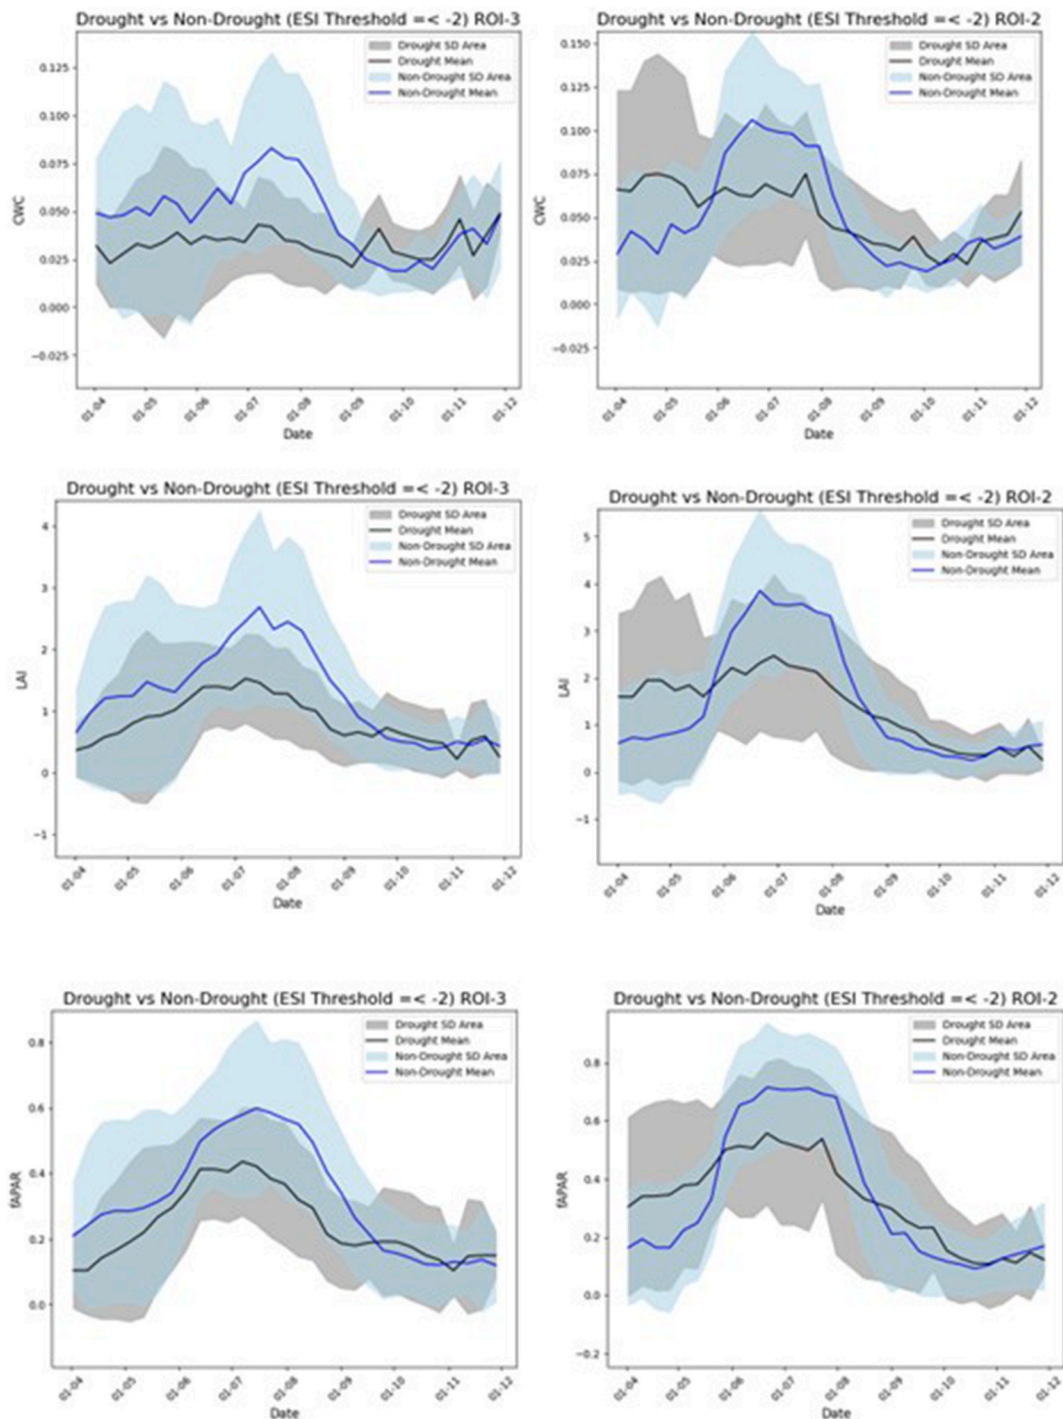 Drought vs Non-Drought (ESI Threshold =< -2) ROI-3
Drought SD Area
Drought Mean
Non-Drought SD Area
Non-Drought Mean
0.125
0.100
0.075
0.050
0.025
0.000
−0.025
CWC
01-04
01-05
01-06
01-07
01-08
01-09
01-10
01-11
01-12
Date
Drought vs Non-Drought (ESI Threshold =< -2) ROI-2
Drought SD Area
Drought Mean
Non-Drought SD Area
Non-Drought Mean
0.150
0.125
0.100
0.075
0.050
0.025
0.000
−0.025
CWC
01-04
01-05
01-06
01-07
01-08
01-09
01-10
01-11
01-12
Date
Drought vs Non-Drought (ESI Threshold =< -2) ROI-3
Drought SD Area
Drought Mean
Non-Drought SD Area
Non-Drought Mean
4
3
2
1
0
−1
LAI
01-04
01-05
01-06
01-07
01-08
01-09
01-10
01-11
01-12
Date
Drought vs Non-Drought (ESI Threshold =< -2) ROI-2
Drought SD Area
Drought Mean
Non-Drought SD Area
Non-Drought Mean
5
4
3
2
1
0
−1
LAI
01-04
01-05
01-06
01-07
01-08
01-09
01-10
01-11
01-12
Date
Drought vs Non-Drought (ESI Threshold =< -2) ROI-3
Drought SD Area
Drought Mean
Non-Drought SD Area
Non-Drought Mean
0.8
0.6
0.4
0.2
0.0
fAPAR
01-04
01-05
01-06
01-07
01-08
01-09
01-10
01-11
01-12
Date
Drought vs Non-Drought (ESI Threshold =< -2) ROI-2
Drought SD Area
Drought Mean
Non-Drought SD Area
Non-Drought Mean
0.8
0.6
0.4
0.2
0.0
−0.2
fAPAR
01-04
01-05
01-06
01-07
01-08
01-09
01-10
01-11
01-12
Date